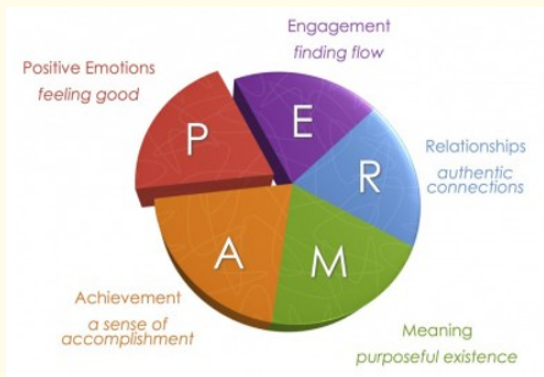 Engagement
finding flow
Positive Emotions
feeling good
P
E
Relationships
authentic
connections
R
A
M
Achievement
a sense of
accomplishment
Meaning
purposeful existence